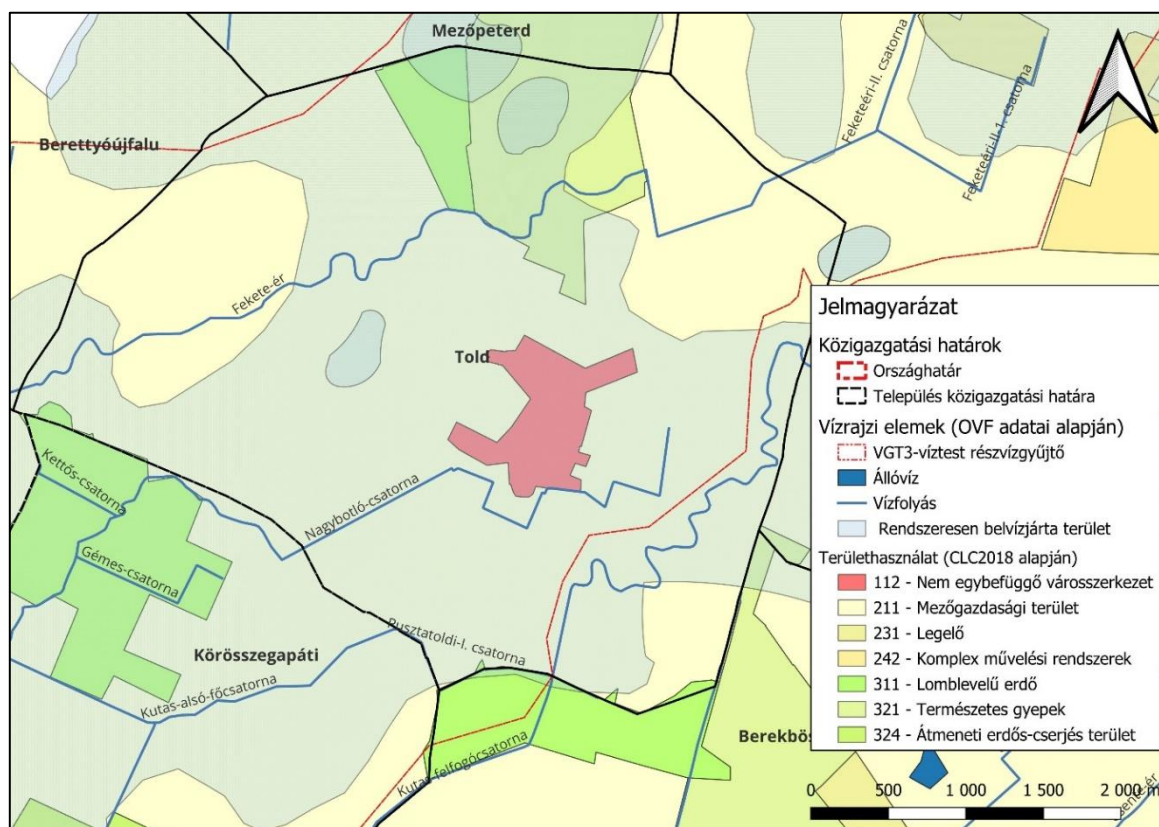 Mezőpeterd
Berettyóújfalu
Feketeéri-II. csatorna
Feketeéri-II-1. csatorna
Fekete-ér
Told
Kettős-csatorna
Nagybotló-csatorna
Gémes-csatorna
Körösszegapáti
Pusztatoldi-I. csatorna
Kutas-alsó-főcsatorna
Kutas-felfogócsatorna
Jelmagyarázat
Közigazgatási határok
Országhatár
Település közigazgatási határa
Vízrajzi elemek (OVF adatai alapján)
VGT3-víztest részvízgyűjtő
Állóvíz
Vízfolyás
Rendszeresen belvízjárta terület
Területhasználat (CLC2018 alapján)
112 - Nem egybefüggő városszerkezet
211 - Mezőgazdasági terület
231 - Legelő
242 - Komplex művelési rendszerek
311 - Lomblevelű erdő
321 - Természetes gyepek
324 - Átmeneti erdős-cserjés terület
0 500 1 000 1 500 2 000 m